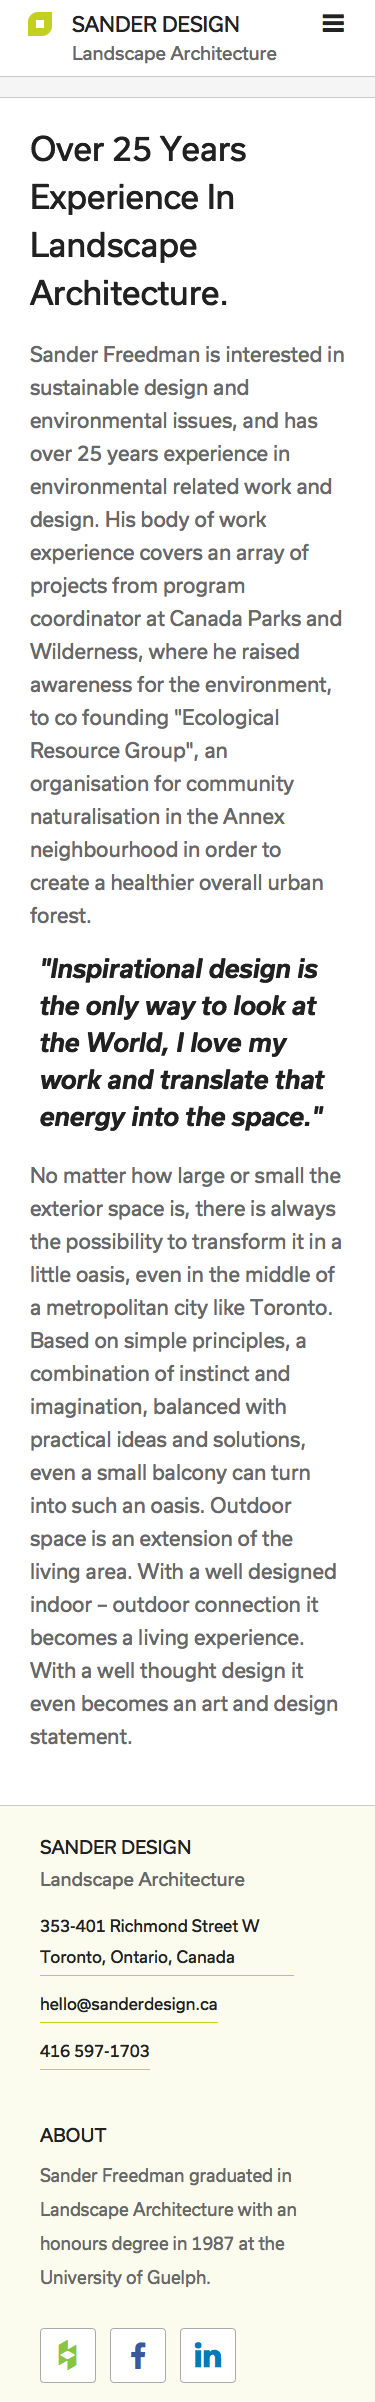 SANDER DESIGN
Landscape Architecture
Over 25 Years
Experience In
Landscape
Architecture.
Sander Freedman is interested in
sustainable design and
environmental issues, and has
over 25 years experience in
environmental related work and
design. His body of work
experience covers an array of
projects from program
coordinator at Canada Parks and
Wilderness, where he raised
awareness for the environment,
to co founding "Ecological
Resource Group", an
organisation for community
naturalisation in the Annex
neighbourhood in order to
create a healthier overall urban
forest.
"Inspirational design is
the only way to look at
the World, I love my
work and translate that
energy into the space."
No matter how large or small the
exterior space is, there is always
the possibility to transform it in a
little oasis, even in the middle of
a metropolitan city like Toronto.
Based on simple principles, a
combination of instinct and
imagination, balanced with
practical ideas and solutions,
even a small balcony can turn
into such an oasis. Outdoor
space is an extension of the
living area. With a well designed
indoor – outdoor connection it
becomes a living experience.
With a well thought design it
even becomes an art and design
statement.
SANDER DESIGN
Landscape Architecture
353-401 Richmond Street W
Toronto, Ontario, Canada
hello@sanderdesign.ca
416 597-1703
ABOUT
Sander Freedman graduated in
Landscape Architecture with an
honours degree in 1987 at the
University of Guelph.
f in